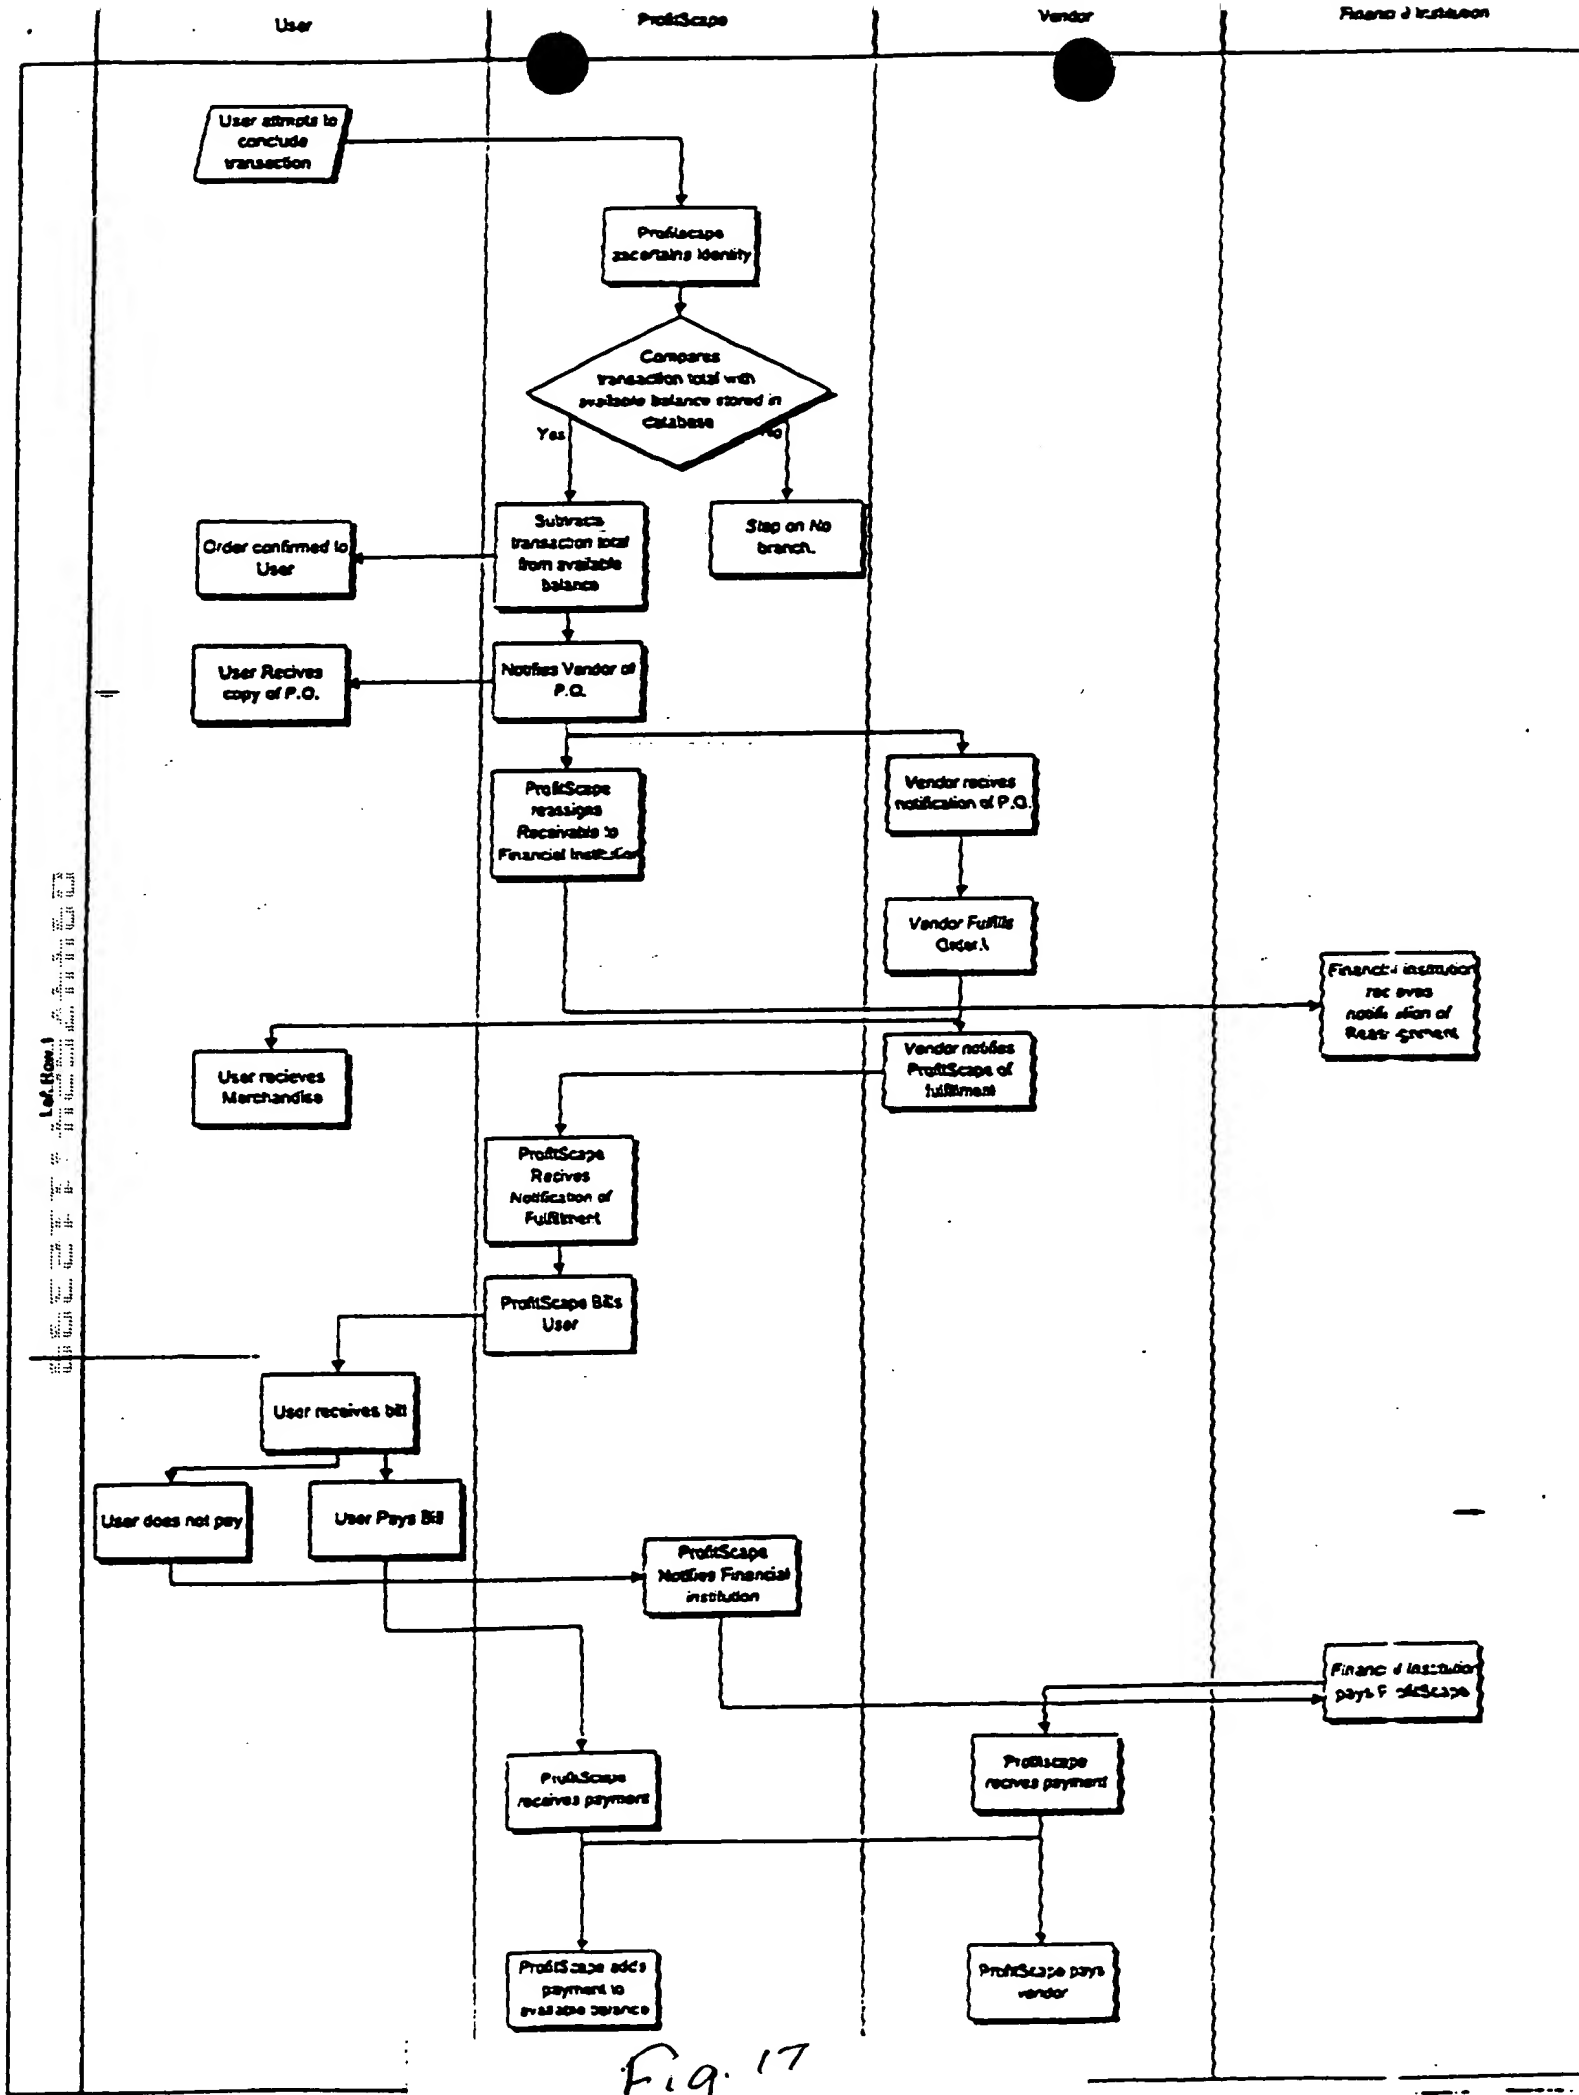 User
ProfitScape
Vendor
User attmpts to
conclude
transaction
Profitscape
ascertains Identity
Compares
transaction total with
available balance stored in
database
Yes
No
Subtracts
transaction total
from available
balance
Step on No
branch.
Order confirmed to
User
Notifies Vendor of
P.O.
User Recives
copy of P.O.
ProfitScape
reassigns
Receivable to
Financial Institution
Vendor recives
notification of P.O.
Vendor Fulfills
Order.\
Vendor notifies
ProfitScape of
fulfillment
User recieves
Merchandise
ProfitScape
Recives
Notification of
Fulfillment
ProfitScape Bills
User
User receives bill
User does not pay
User Pays Bill
ProfitScape
Notifies Financial
institution
ProfitScape
receives payment
Profitscape
recives payment
ProfitScape adds
payment to
available balance
ProfitScape pays
vendor
Fig. 17